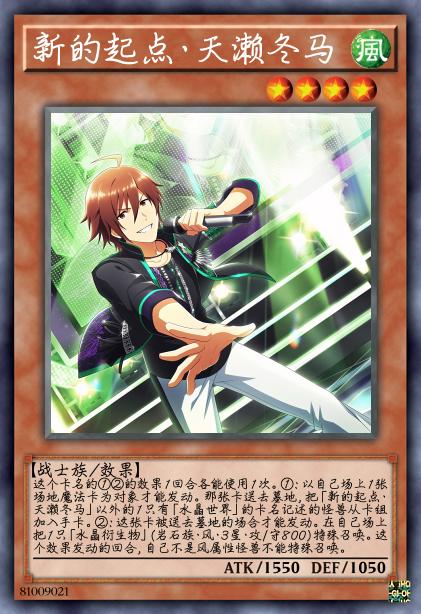 新的起点·天濑冬马
風
【战士族/效果】
这个卡名的①②的效果1回合各能使用1次。①:以自己场上1张
场地魔法卡为对象才能发动。那张卡送去墓地,把「新的起点·
天濑冬马」以外的1只有「水晶世界」的卡名记述的怪兽从卡组
加入手卡。②:这张卡被送去墓地的场合才能发动。在自己场上
把1只「水晶衍生物」(岩石族·风·3星·攻/守800)特殊召唤。这
个效果发动的回合,自己不是风属性怪兽不能特殊召唤。
ATK/1550 DEF/1050
81009021